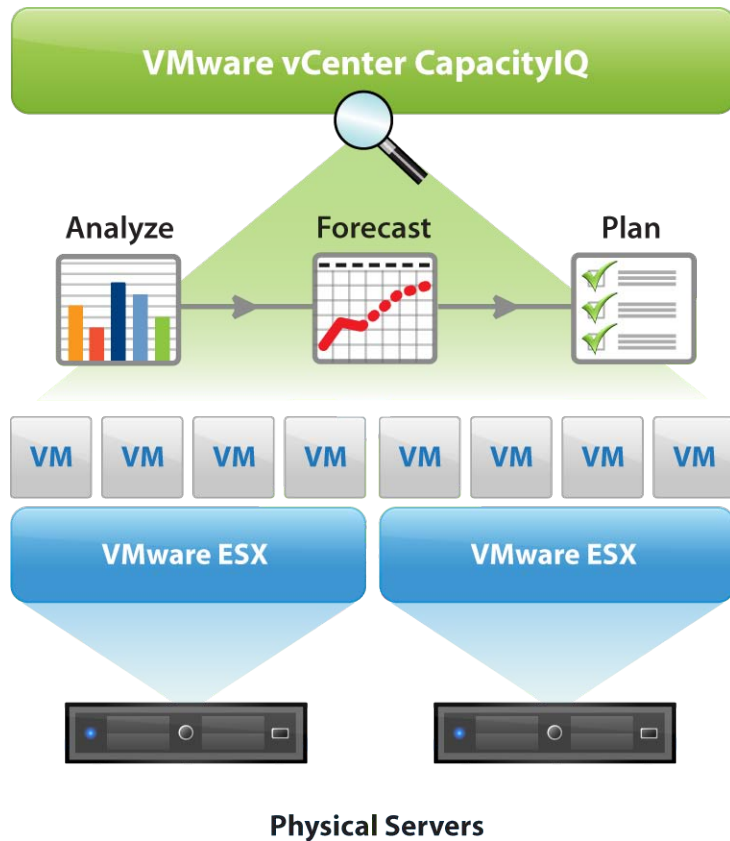 VMware vCenter CapacityIQ
Analyze Forecast Plan
VM VM VM VM VM VM VM VM
VMware ESX VMware ESX
Physical Servers